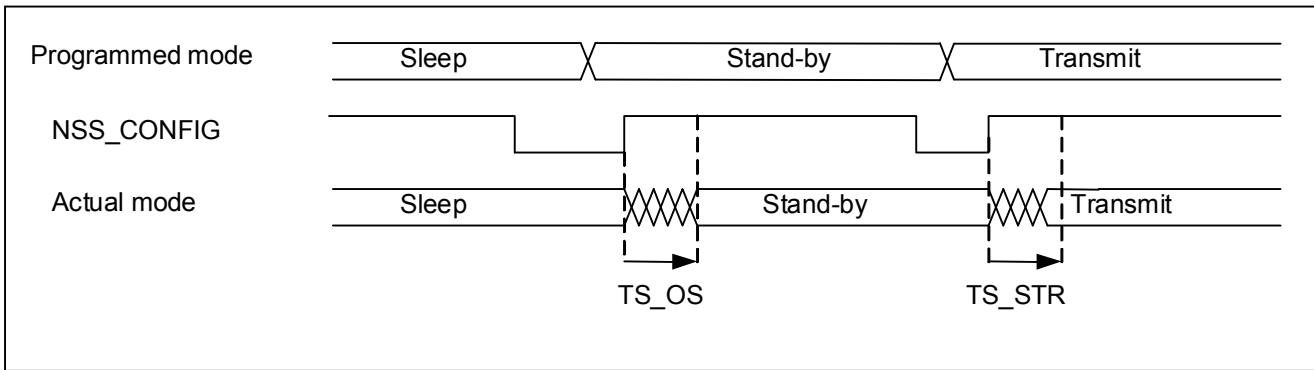 Programmed mode Sleep Stand-by Transmit
NSS_CONFIG
Actual mode Sleep Stand-by Transmit
TS_OS TS_STR